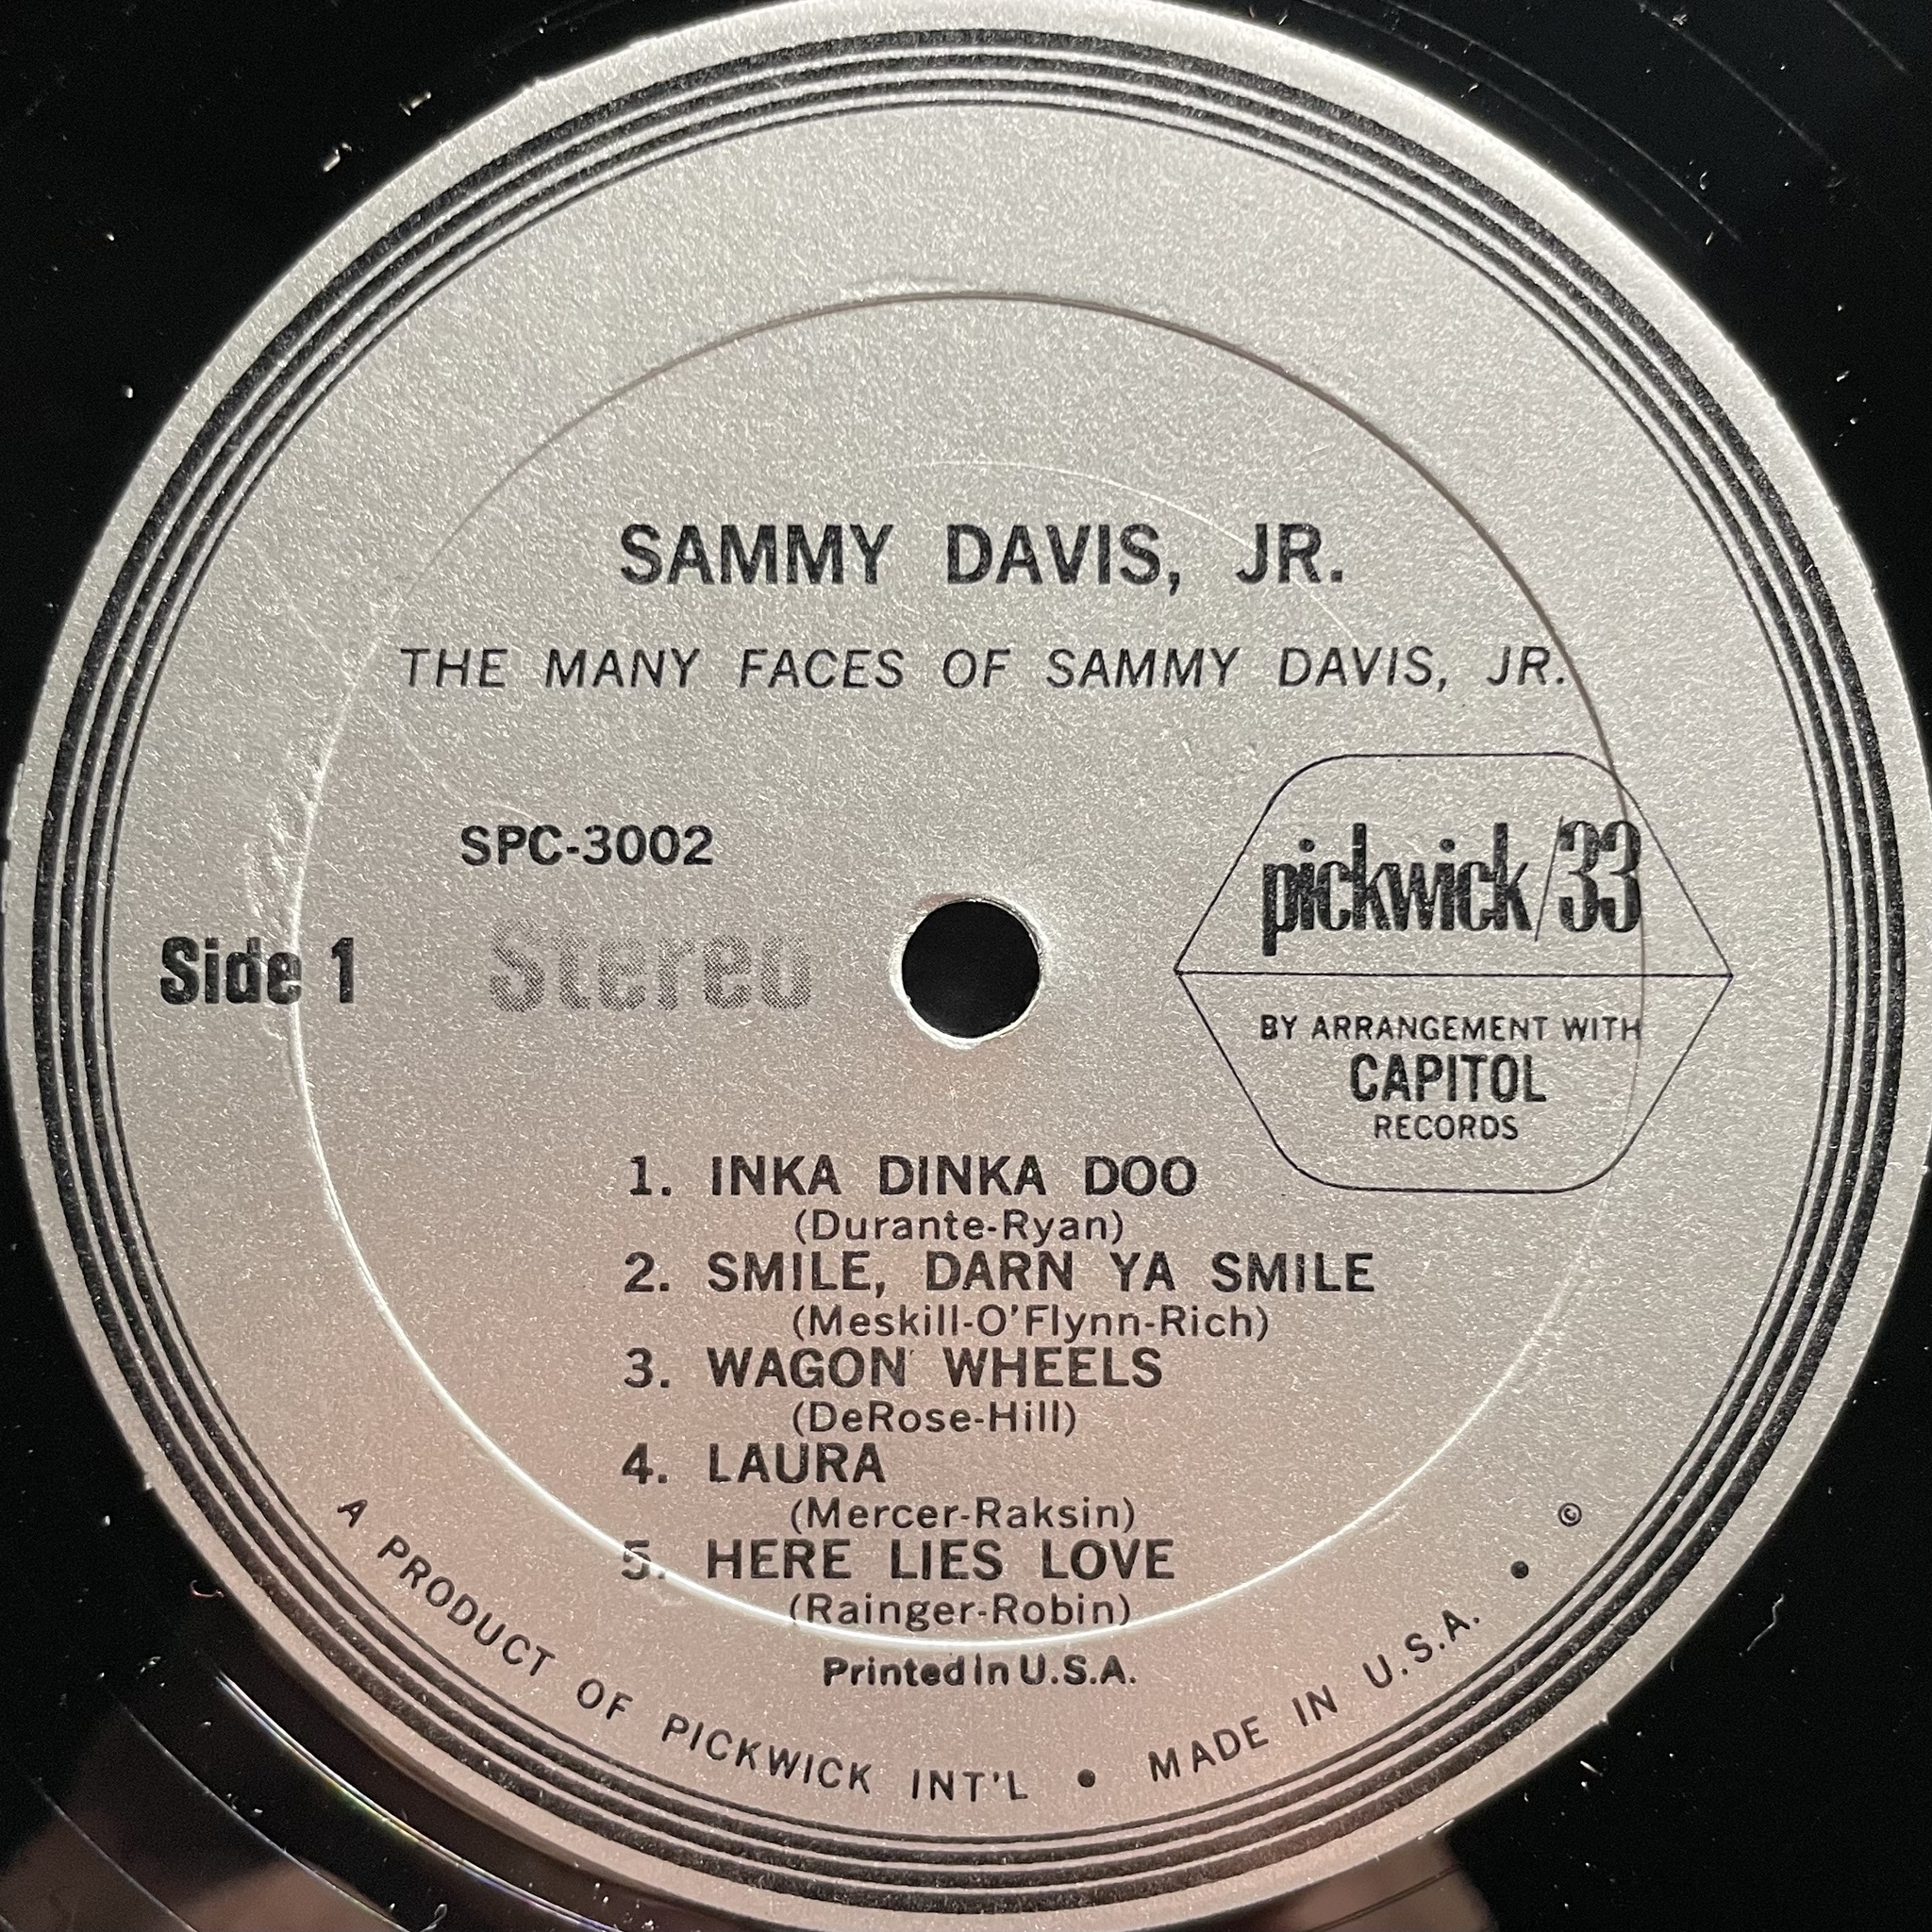 SAMMY DAVIS, JR.
THE MANY FACES OF SAMMY DAVIS, JR.
SPC-3002
Side 1
Stereo
pickwick/33
BY ARRANGEMENT WITH
CAPITOL
RECORDS
1. INKA DINKA DOO
(Durante-Ryan)
2. SMILE, DARN YA SMILE
(Meskill-O'Flynn-Rich)
3. WAGON WHEELS
(DeRose-Hill)
4. LAURA
(Mercer-Raksin)
5. HERE LIES LOVE
(Rainger-Robin)
Printed in U.S.A.
A PRODUCT OF PICKWICK INT'L • MADE IN U.S.A. • ©